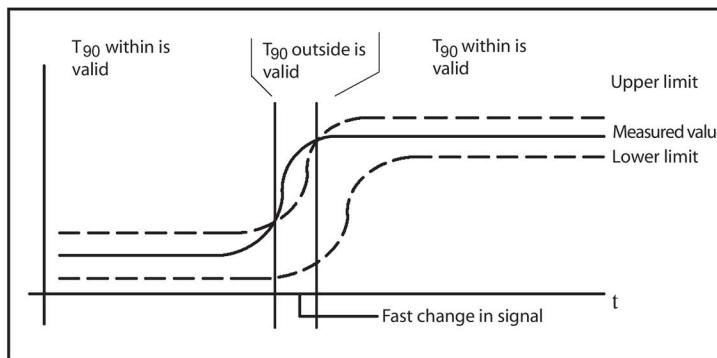 T90 within is
valid
T90 outside is
valid
T90 within is
valid
Upper limit
Measured valu
Lower limit
t
Fast change in signal